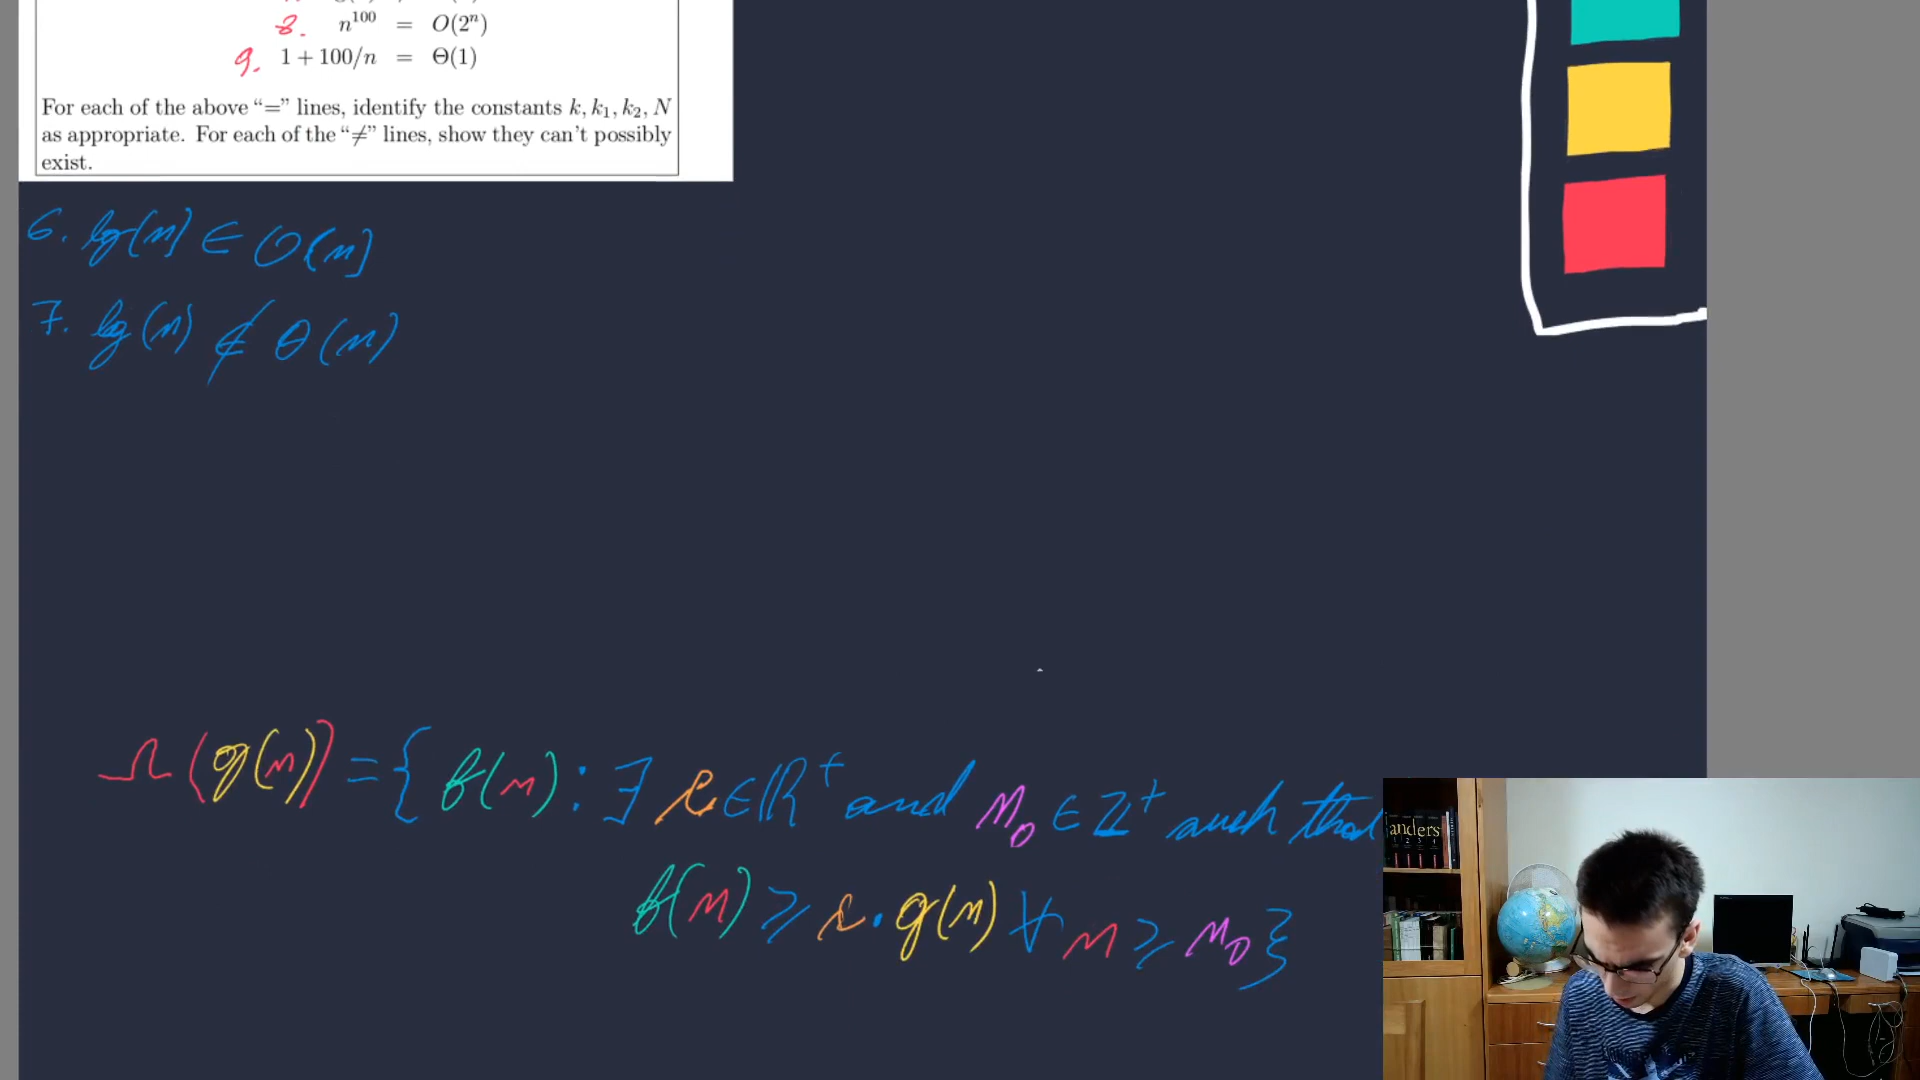 8. n^100 = O(2^n)
9. 1 + 100/n = Θ(1)
For each of the above “=” lines, identify the constants k, k₁, k₂, N
as appropriate. For each of the “≠” lines, show they can’t possibly
exist.
6. lg(n) ∈ O(n)
7. lg(n) ∉ Θ(n)
Ω(g(n)) = { f(n) : ∃ c ∈ ℝ⁺ and n₀ ∈ ℤ⁺ such that
f(n) ≥ c · g(n) ∀ n ≥ n₀ }
anders